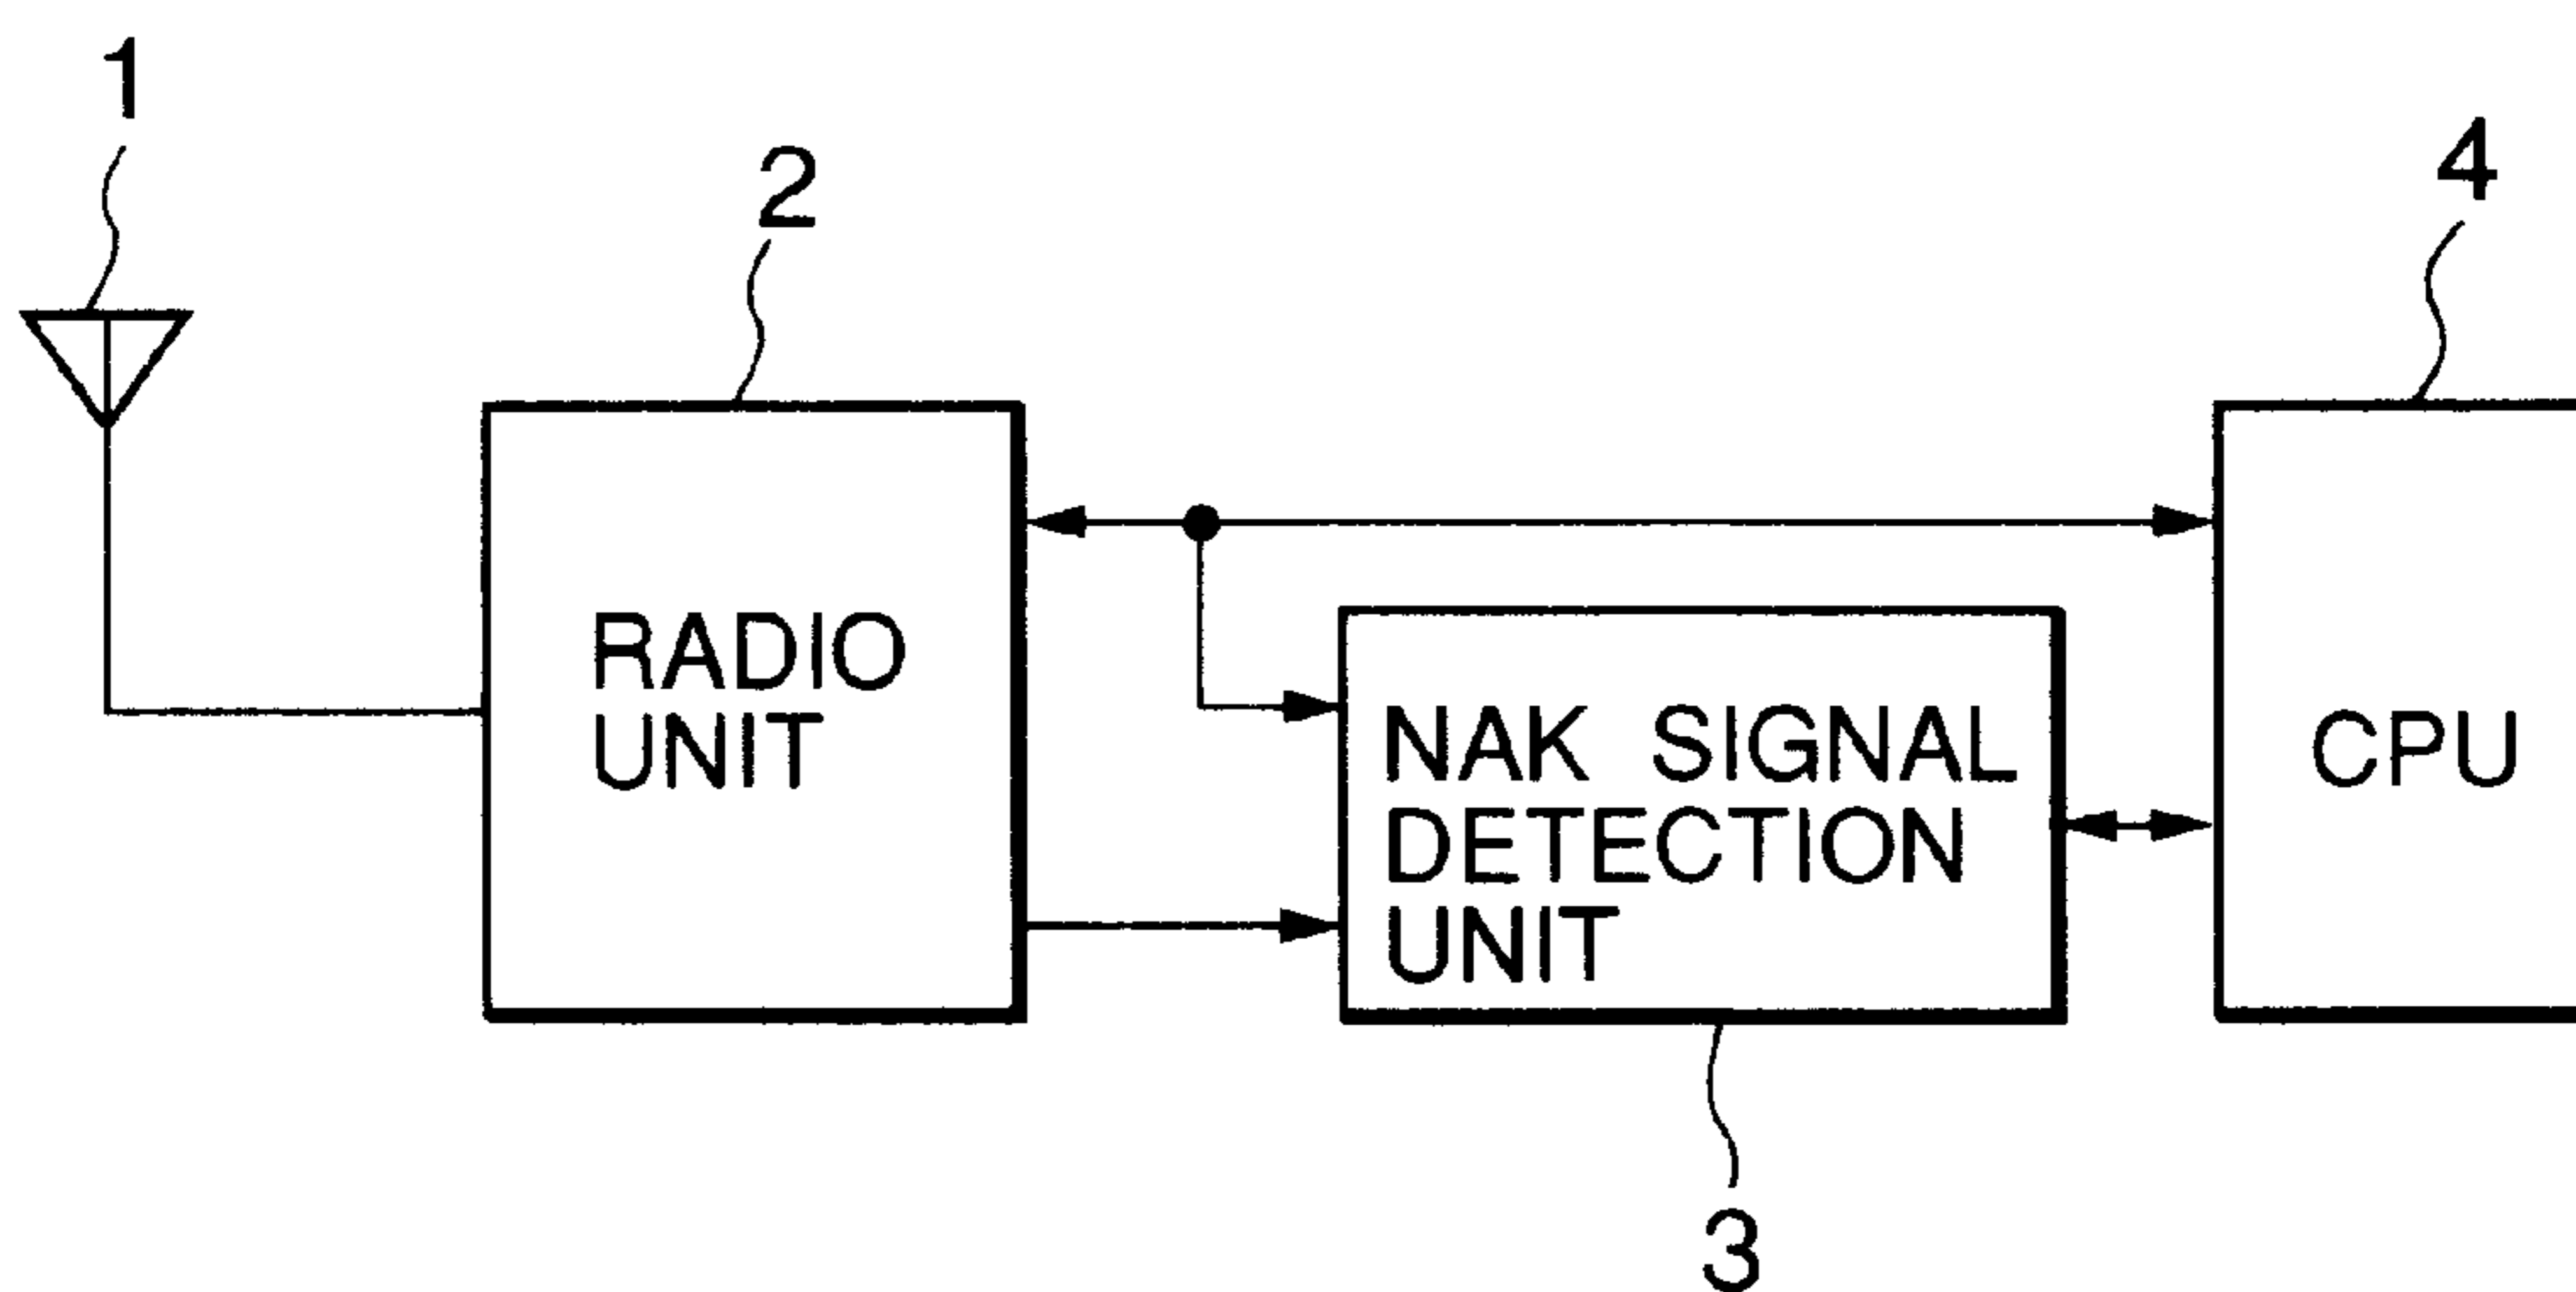 1
2
4
RADIO
UNIT
NAK SIGNAL
DETECTION
UNIT
CPU
3